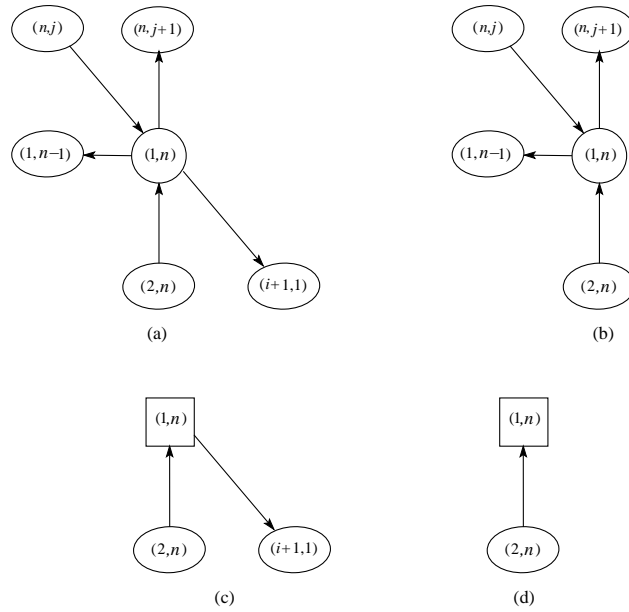 (n,j) (n,j+1) (n,j) (n,j+1)
(1,n−1) (1,n) (1,n−1) (1,n)
(2,n) (i+1,1) (2,n)
(a) (b)
(1,n) (1,n)
(2,n) (i+1,1) (2,n)
(c) (d)